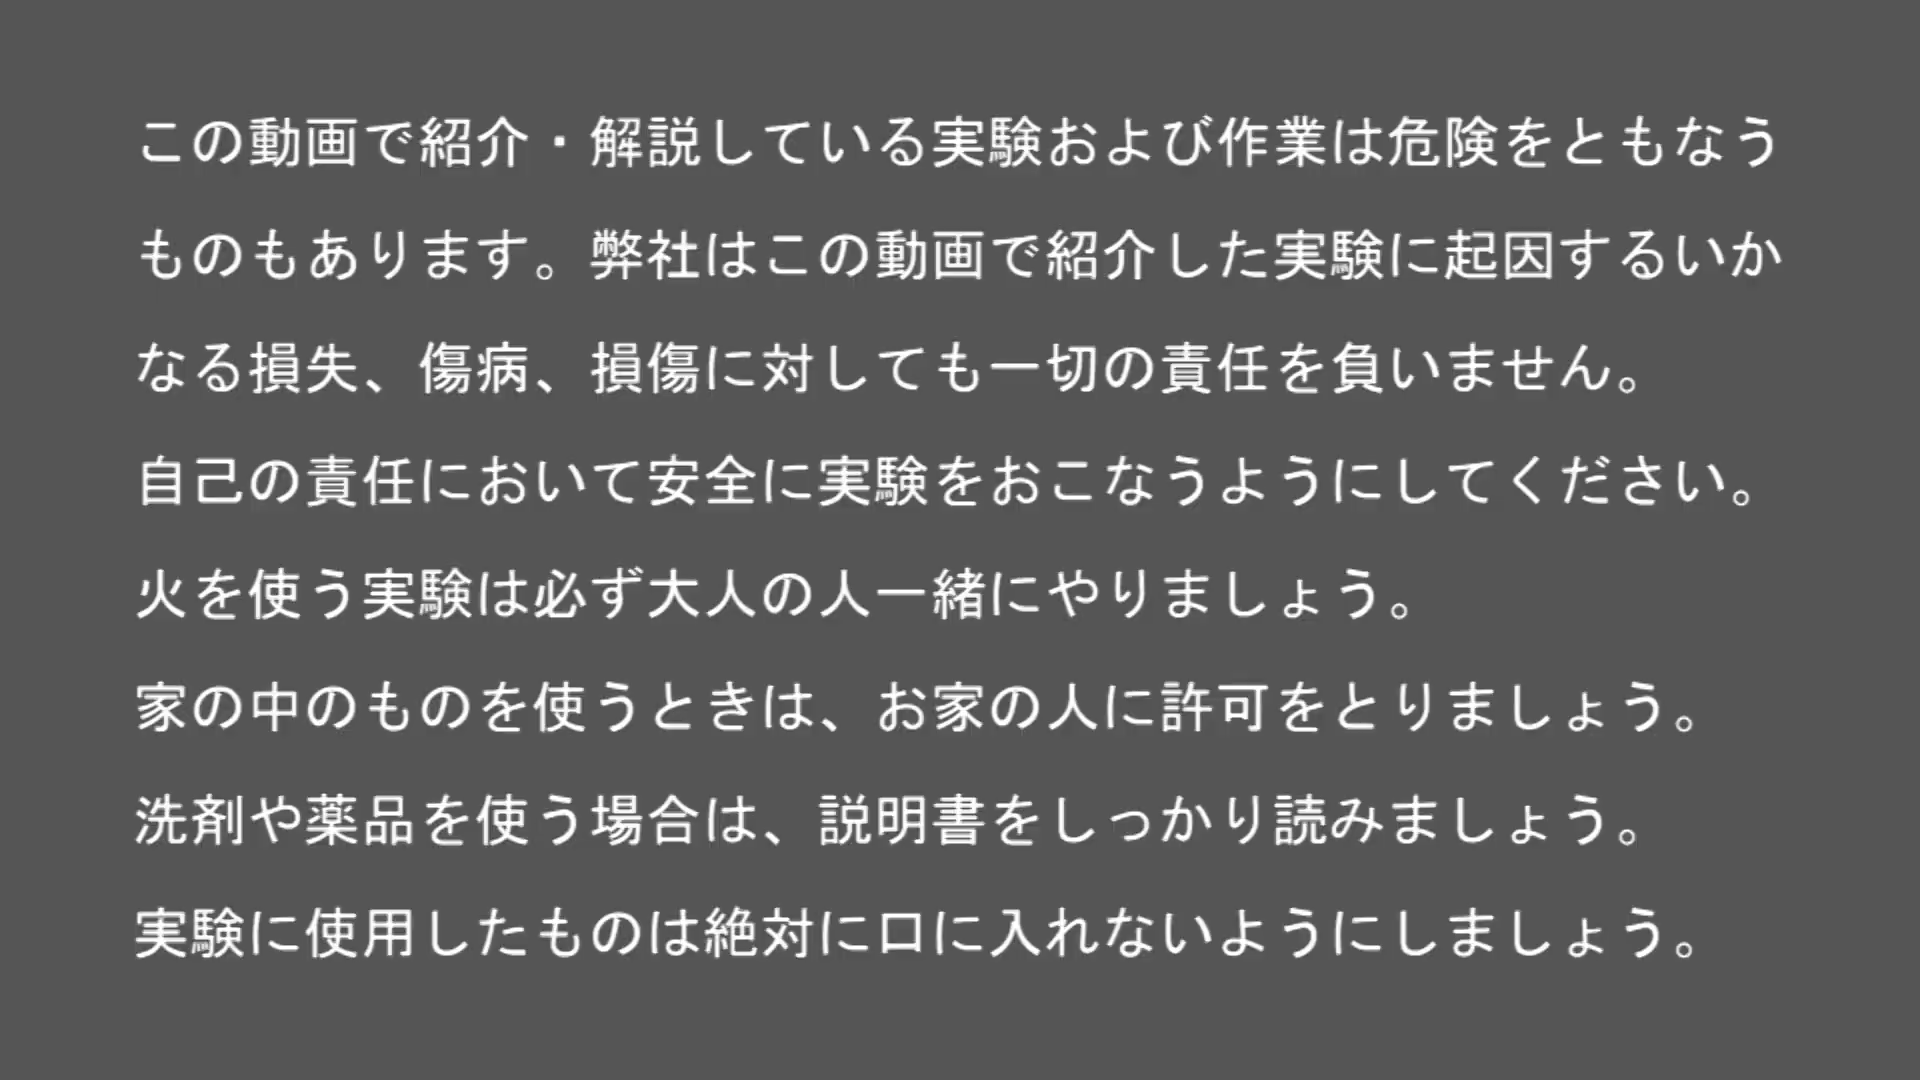 この動画で紹介・解説している実験および作業は危険をともなう
ものもあります。弊社はこの動画で紹介した実験に起因するいか
なる損失、傷病、損傷に対しても一切の責任を負いません。
自己の責任において安全に実験をおこなうようにしてください。
火を使う実験は必ず大人の人一緒にやりましょう。
家の中のものを使うときは、お家の人に許可をとりましょう。
洗剤や薬品を使う場合は、説明書をしっかり読みましょう。
実験に使用したものは絶対に口に入れないようにしましょう。